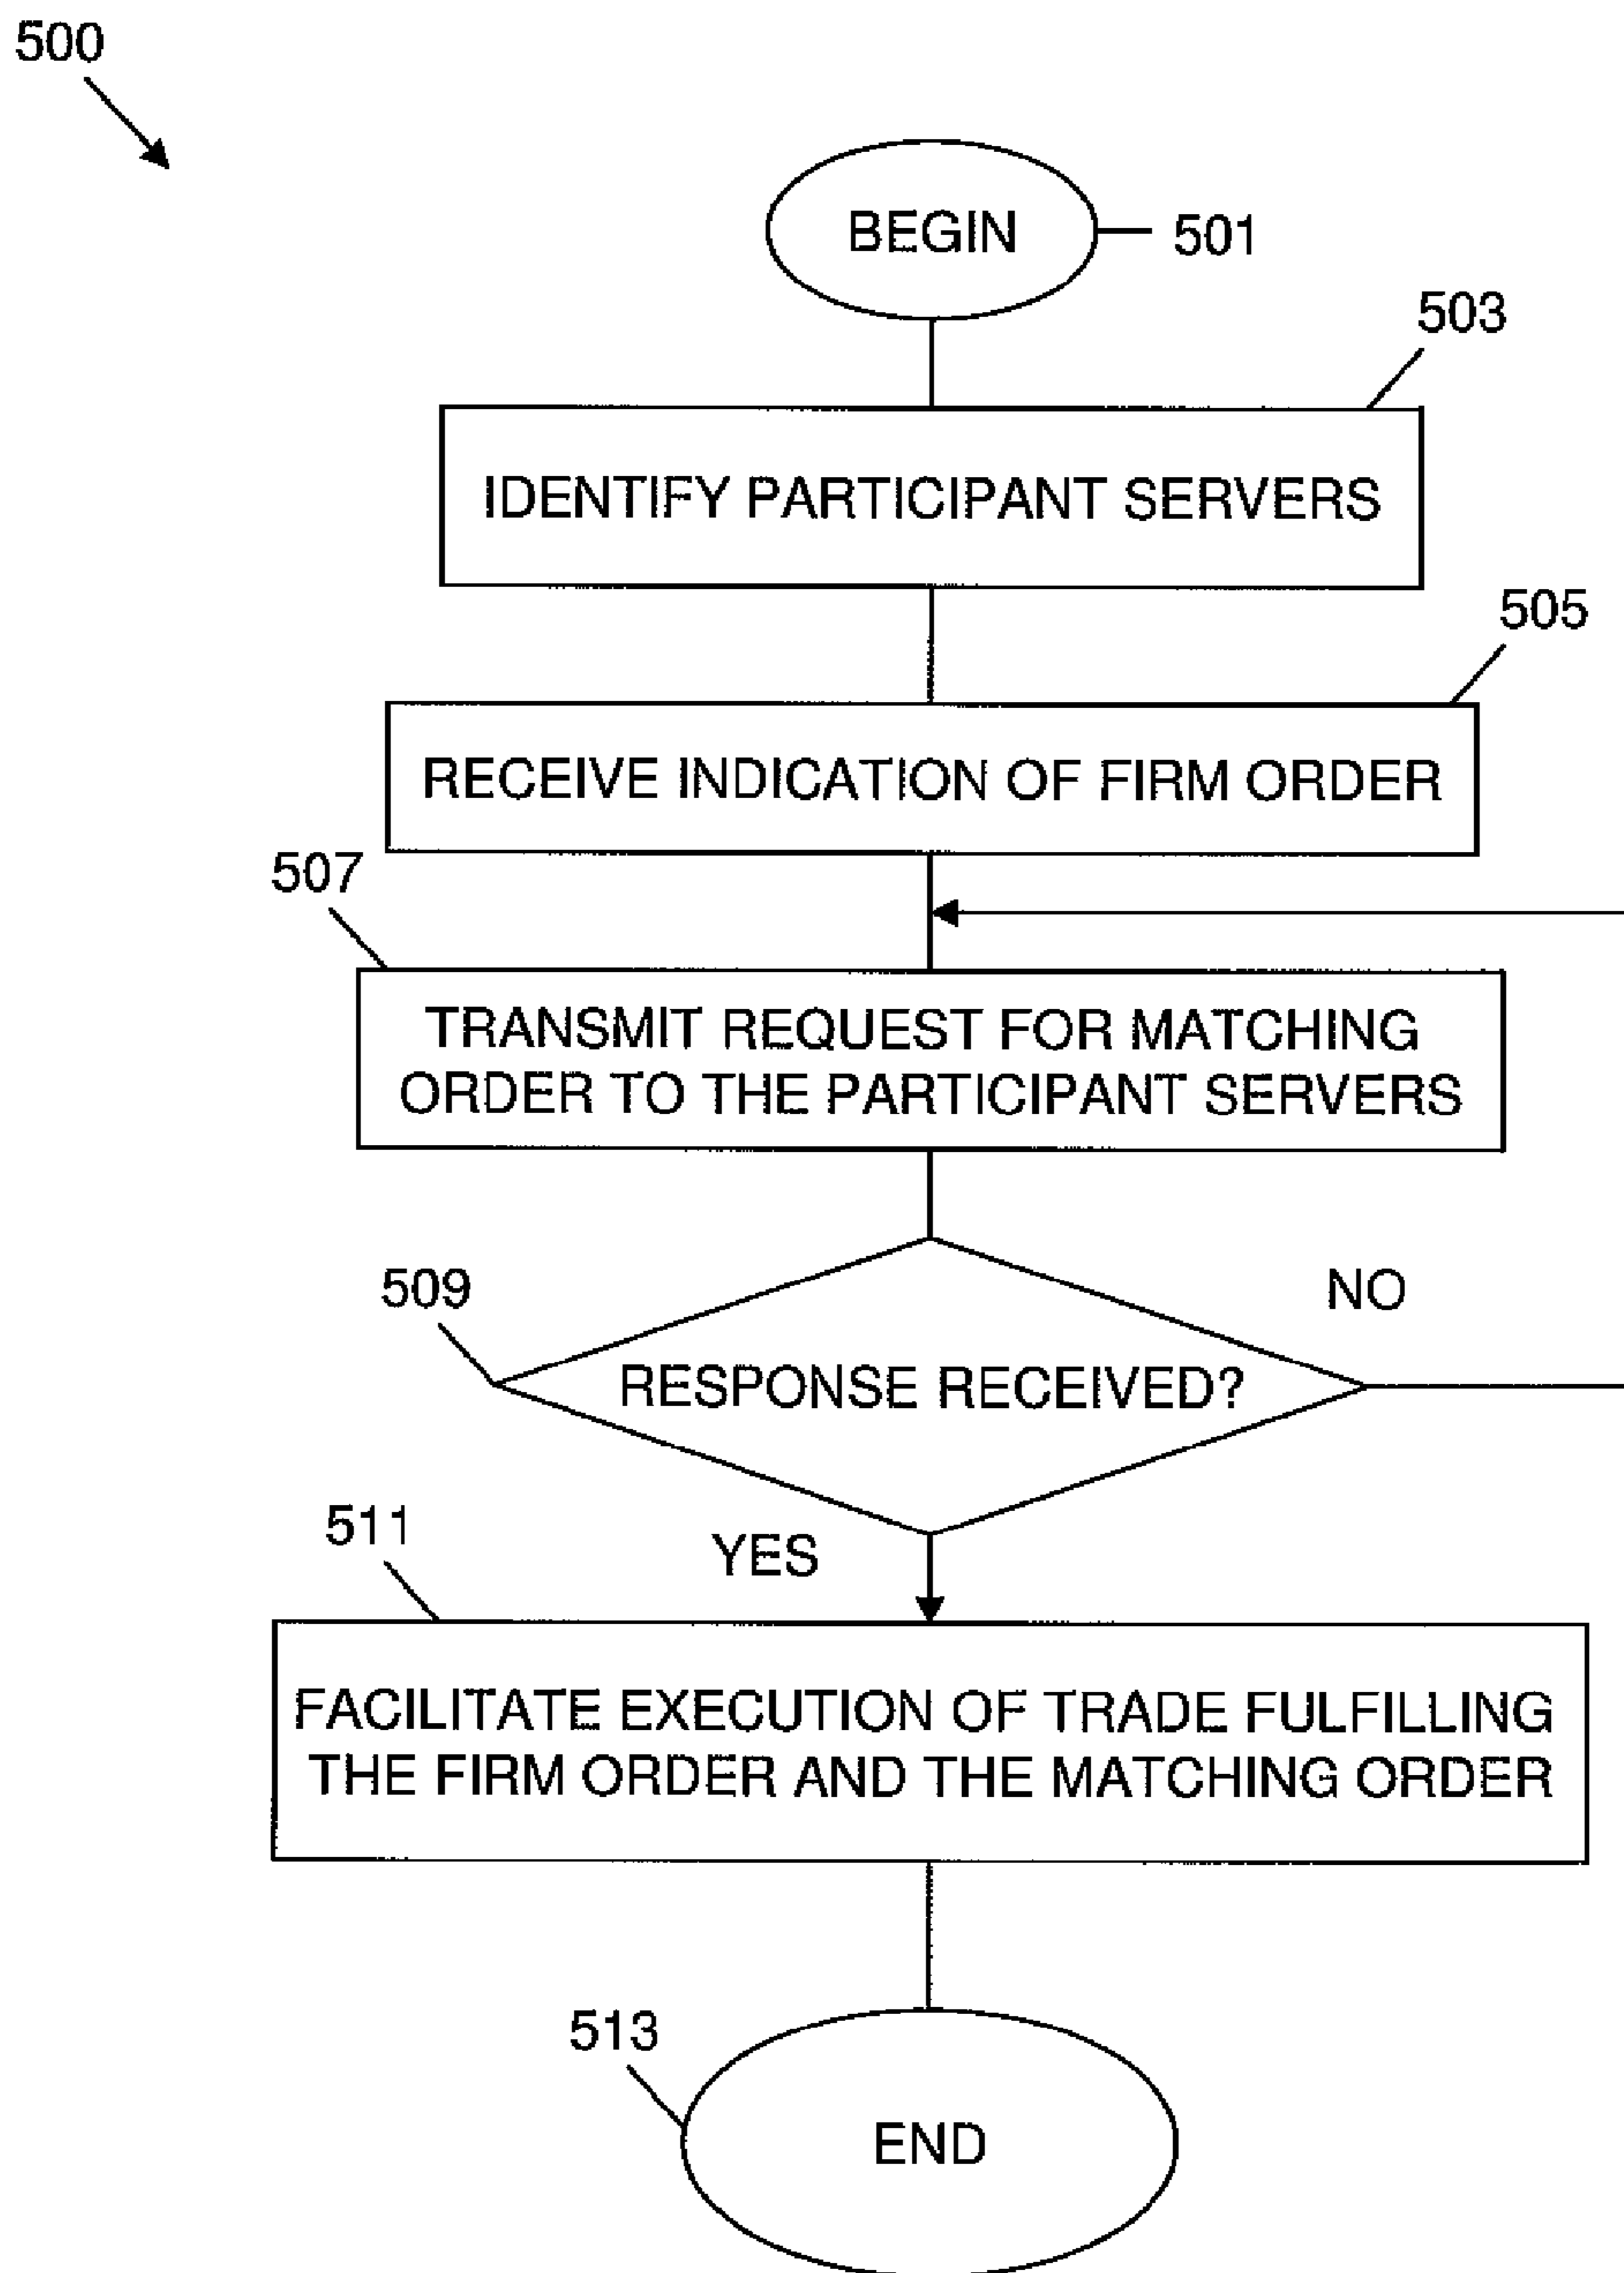 500
BEGIN
501
503
IDENTIFY PARTICIPANT SERVERS
505
RECEIVE INDICATION OF FIRM ORDER
507
TRANSMIT REQUEST FOR MATCHING
ORDER TO THE PARTICIPANT SERVERS
509
NO
RESPONSE RECEIVED?
511
YES
FACILITATE EXECUTION OF TRADE FULFILLING
THE FIRM ORDER AND THE MATCHING ORDER
513
END